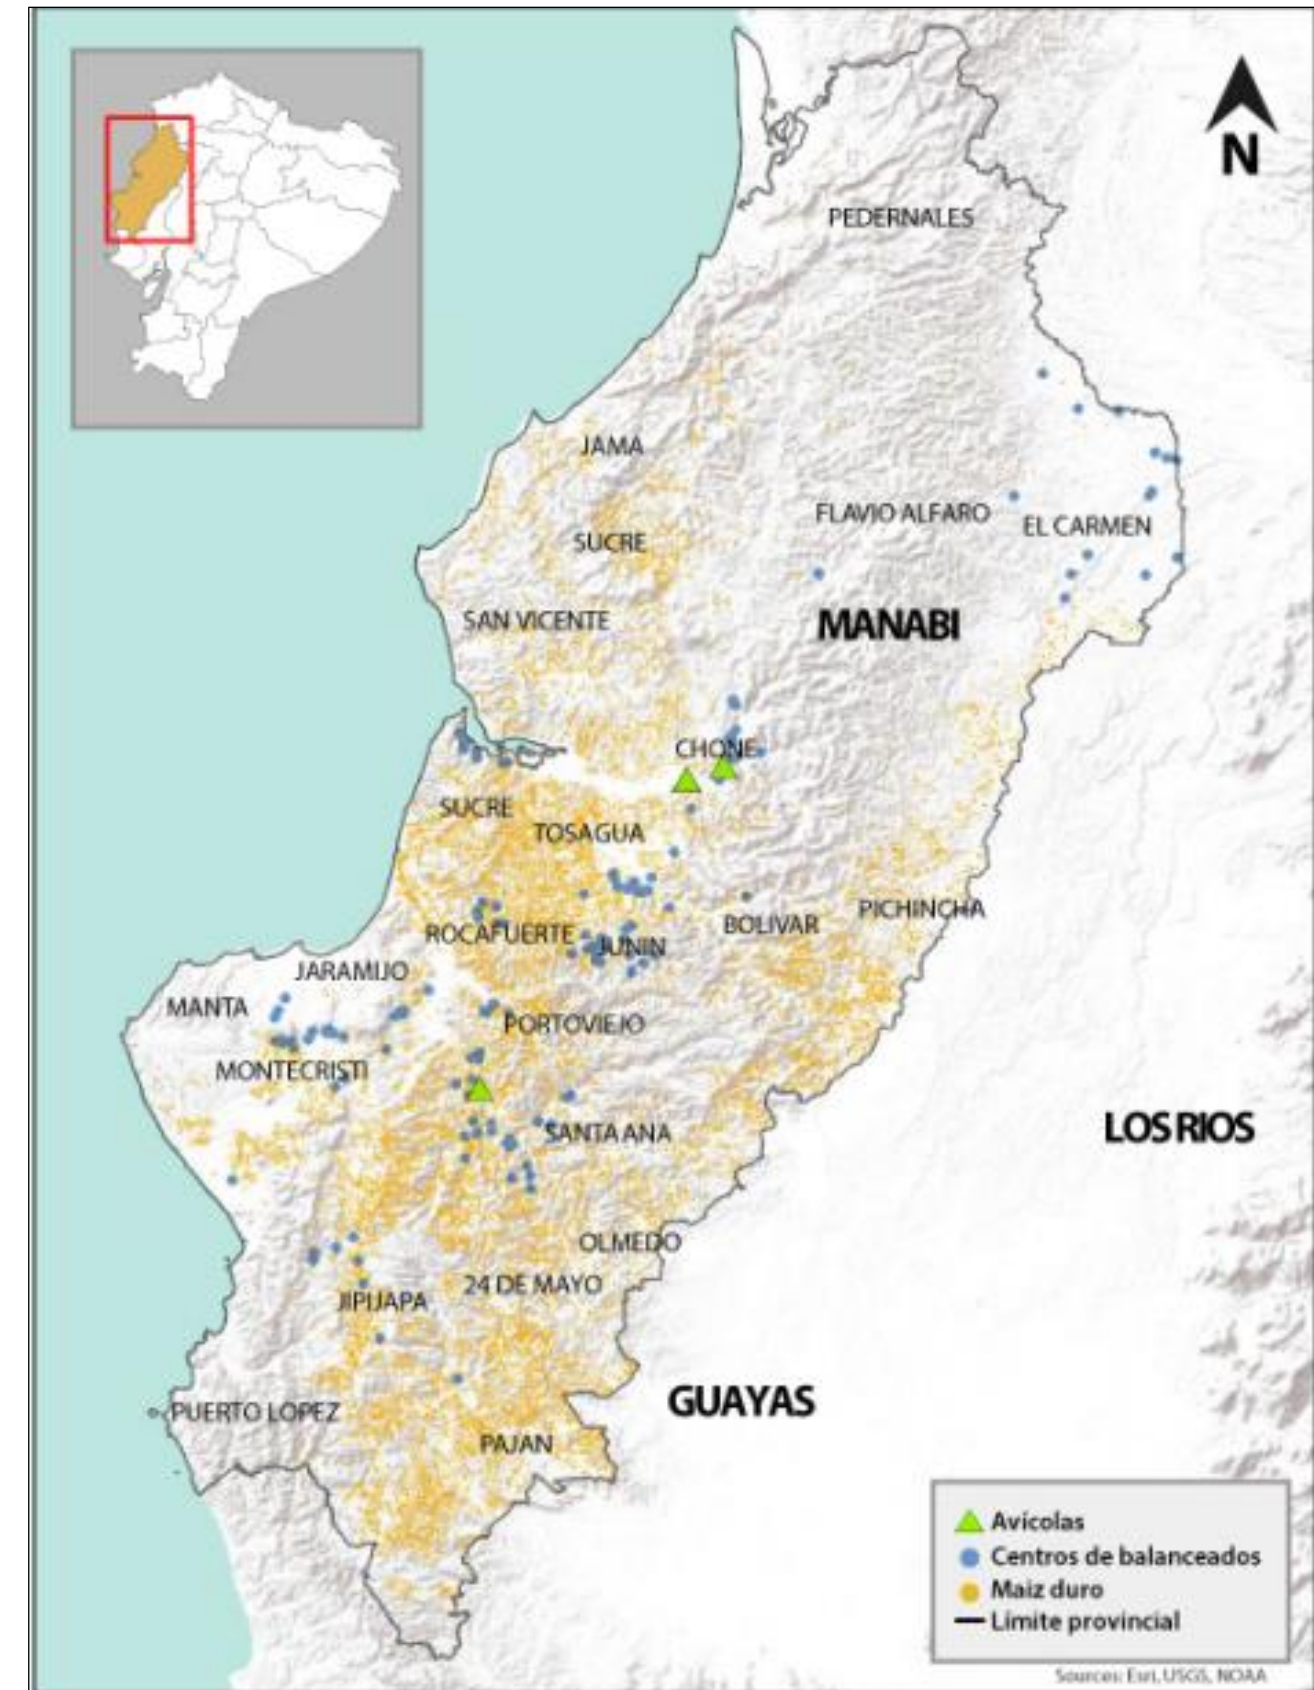 N
PEDERNALES
JAMA
FLAVIO ALFARO
EL CARMEN
SUCRE
SAN VICENTE
MANABI
CHONE
SUCRE
TOSAGUA
PICHINCHA
BOLIVAR
ROCAFUERTE
JUNIN
JARAMIJO
MANTA
PORTOVIEJO
MONTECRISTI
LOS RIOS
SANTA ANA
OLMEDO
24 DE MAYO
JIPIJAPA
GUAYAS
PUERTO LOPEZ
PAJAN
Avícolas
Centros de balanceados
Maiz duro
Límite provincial
Sources: Esri, USGS, NOAA